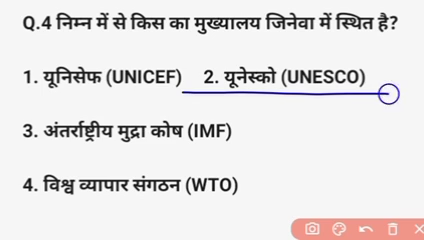 Q.4 निम्न में से किस का मुख्यालय जिनेवा में स्थित है?
1. यूनिसेफ (UNICEF) 2. यूनेस्को (UNESCO)
3. अंतर्राष्ट्रीय मुद्रा कोष (IMF)
4. विश्व व्यापार संगठन (WTO)